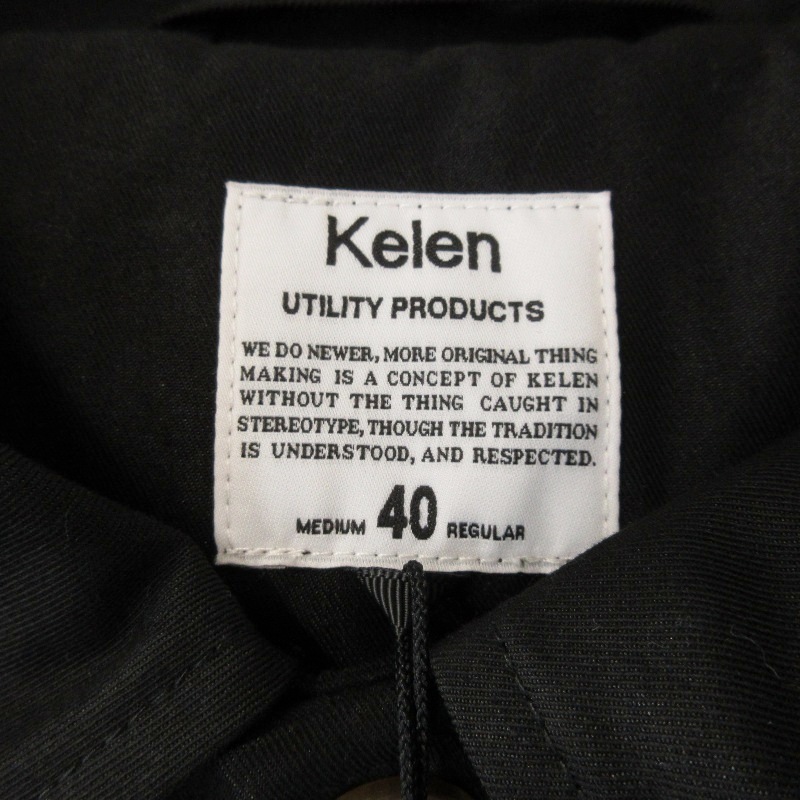 Kelen
UTILITY PRODUCTS
WE DO NEWER, MORE ORIGINAL THING
MAKING IS A CONCEPT OF KELEN
WITHOUT THE THING CAUGHT IN
STEREOTYPE, THOUGH THE TRADITION
IS UNDERSTOOD, AND RESPECTED.
MEDIUM 40 REGULAR